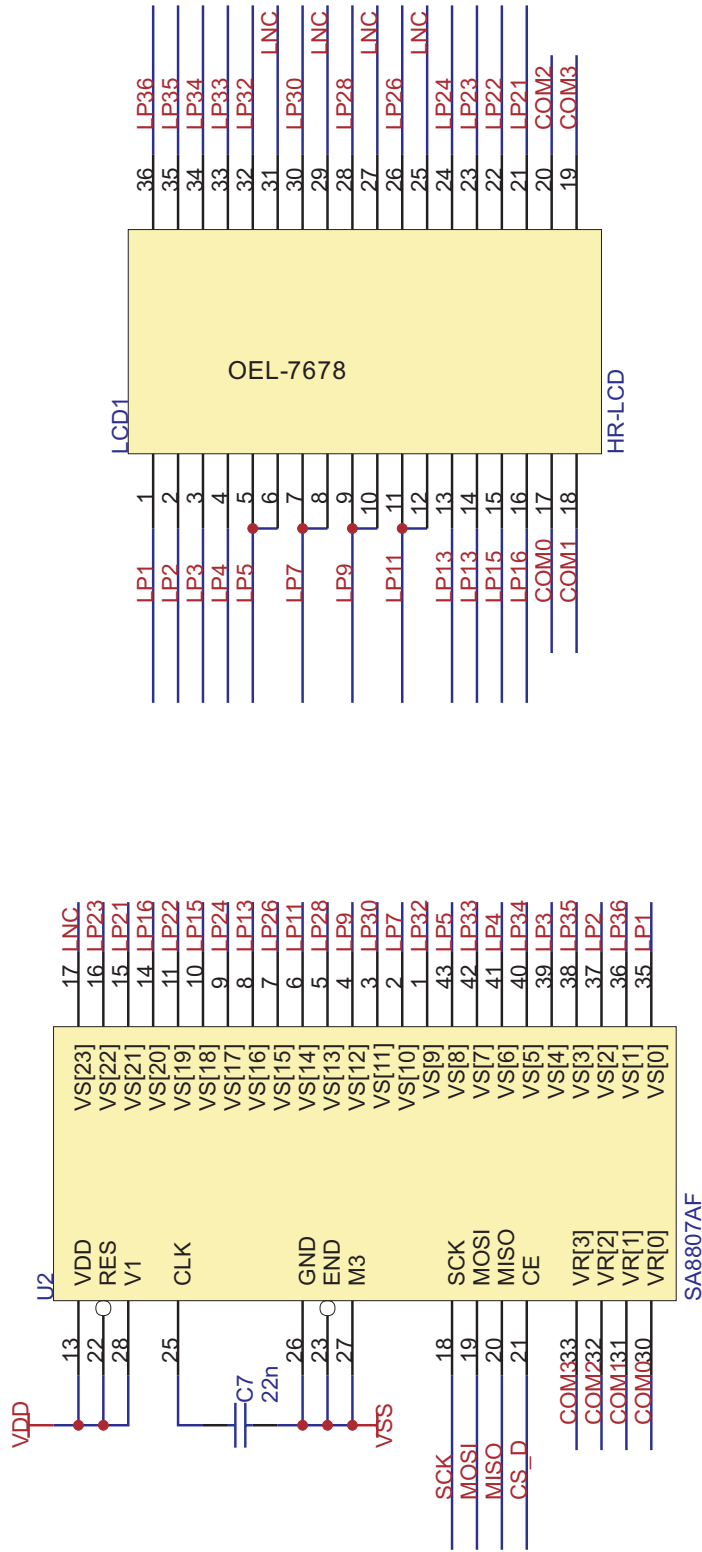 LP36
LP35
LP34
LP33
LP32
LNC
LP30
LNC
LP28
LNC
LP26
LNC
LP24
LP23
LP22
LP21
COM2
COM3
36
35
34
33
32
31
30
29
28
27
26
25
24
23
22
21
20
19
LCD1
OEL-7678
HR-LCD
1
2
3
4
5
6
7
8
9
10
11
12
13
14
15
16
17
18
LP1
LP2
LP3
LP4
LP5
LP7
LP9
LP11
LP13
LP13
LP15
LP16
COM0
COM1
LNC
LP23
LP21
LP16
LP22
LP15
LP24
LP13
LP26
LP11
LP28
LP9
LP30
LP7
LP32
LP5
LP33
LP4
LP34
LP3
LP35
LP2
LP36
LP1
17
16
15
14
11
10
9
8
7
6
5
4
3
2
1
43
42
41
40
39
38
37
36
35
VS[23]
VS[22]
VS[21]
VS[20]
VS[19]
VS[18]
VS[17]
VS[16]
VS[15]
VS[14]
VS[13]
VS[12]
VS[11]
VS[10]
VS[9]
VS[8]
VS[7]
VS[6]
VS[5]
VS[4]
VS[3]
VS[2]
VS[1]
VS[0]
U2
VDD
RES
V1
CLK
GND
END
M3
SCK
MOSI
MISO
CE
VR[3]
VR[2]
VR[1]
VR[0]
SA8807AF
13
22
28
25
26
23
27
18
19
20
21
33
32
31
30
VDD
C7
22n
VSS
SCK
MOSI
MISO
CS_D
COM3
COM2
COM1
COM0